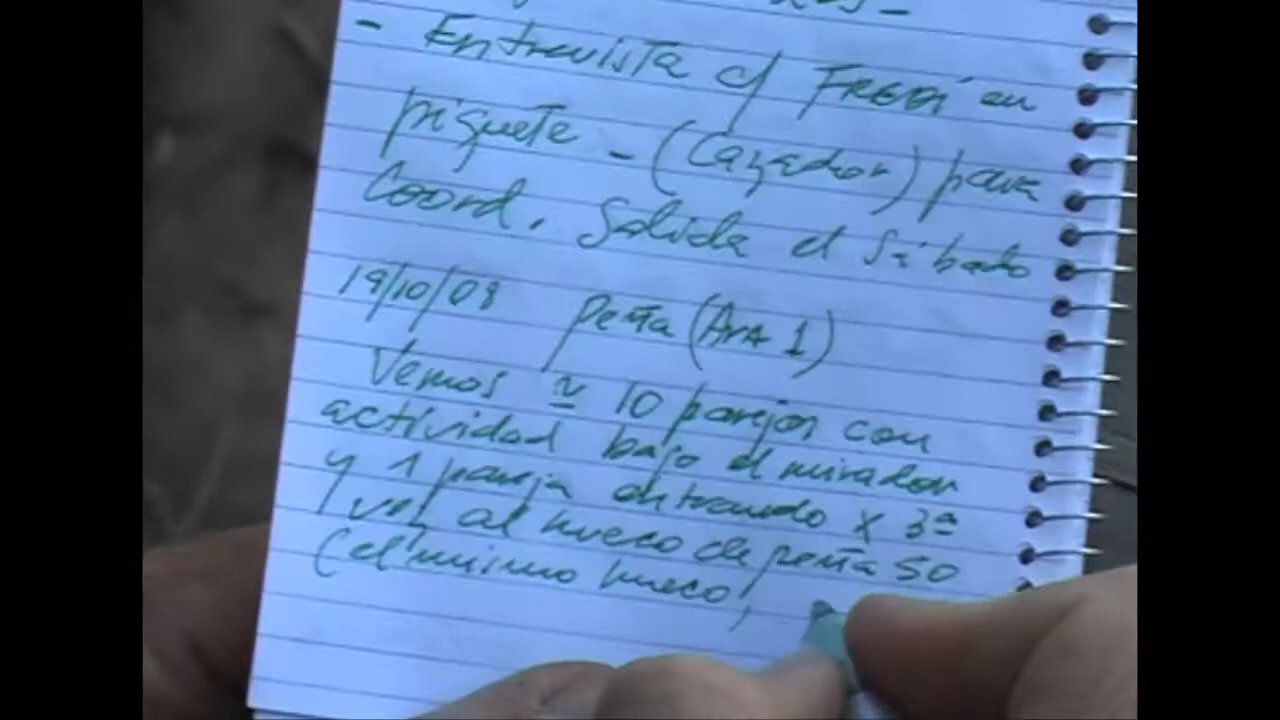 - Entrevista c/ FREDI en
piquete - (Cazador) para
Coord. Salida el sábado
19/10/09 Peña (Ara 1)
Vemos ≃ 10 parejas con
actividad bajo el mirador
y 1 pareja entrando x 3ª
vez al hueco de peña 50
(el mismo hueco,